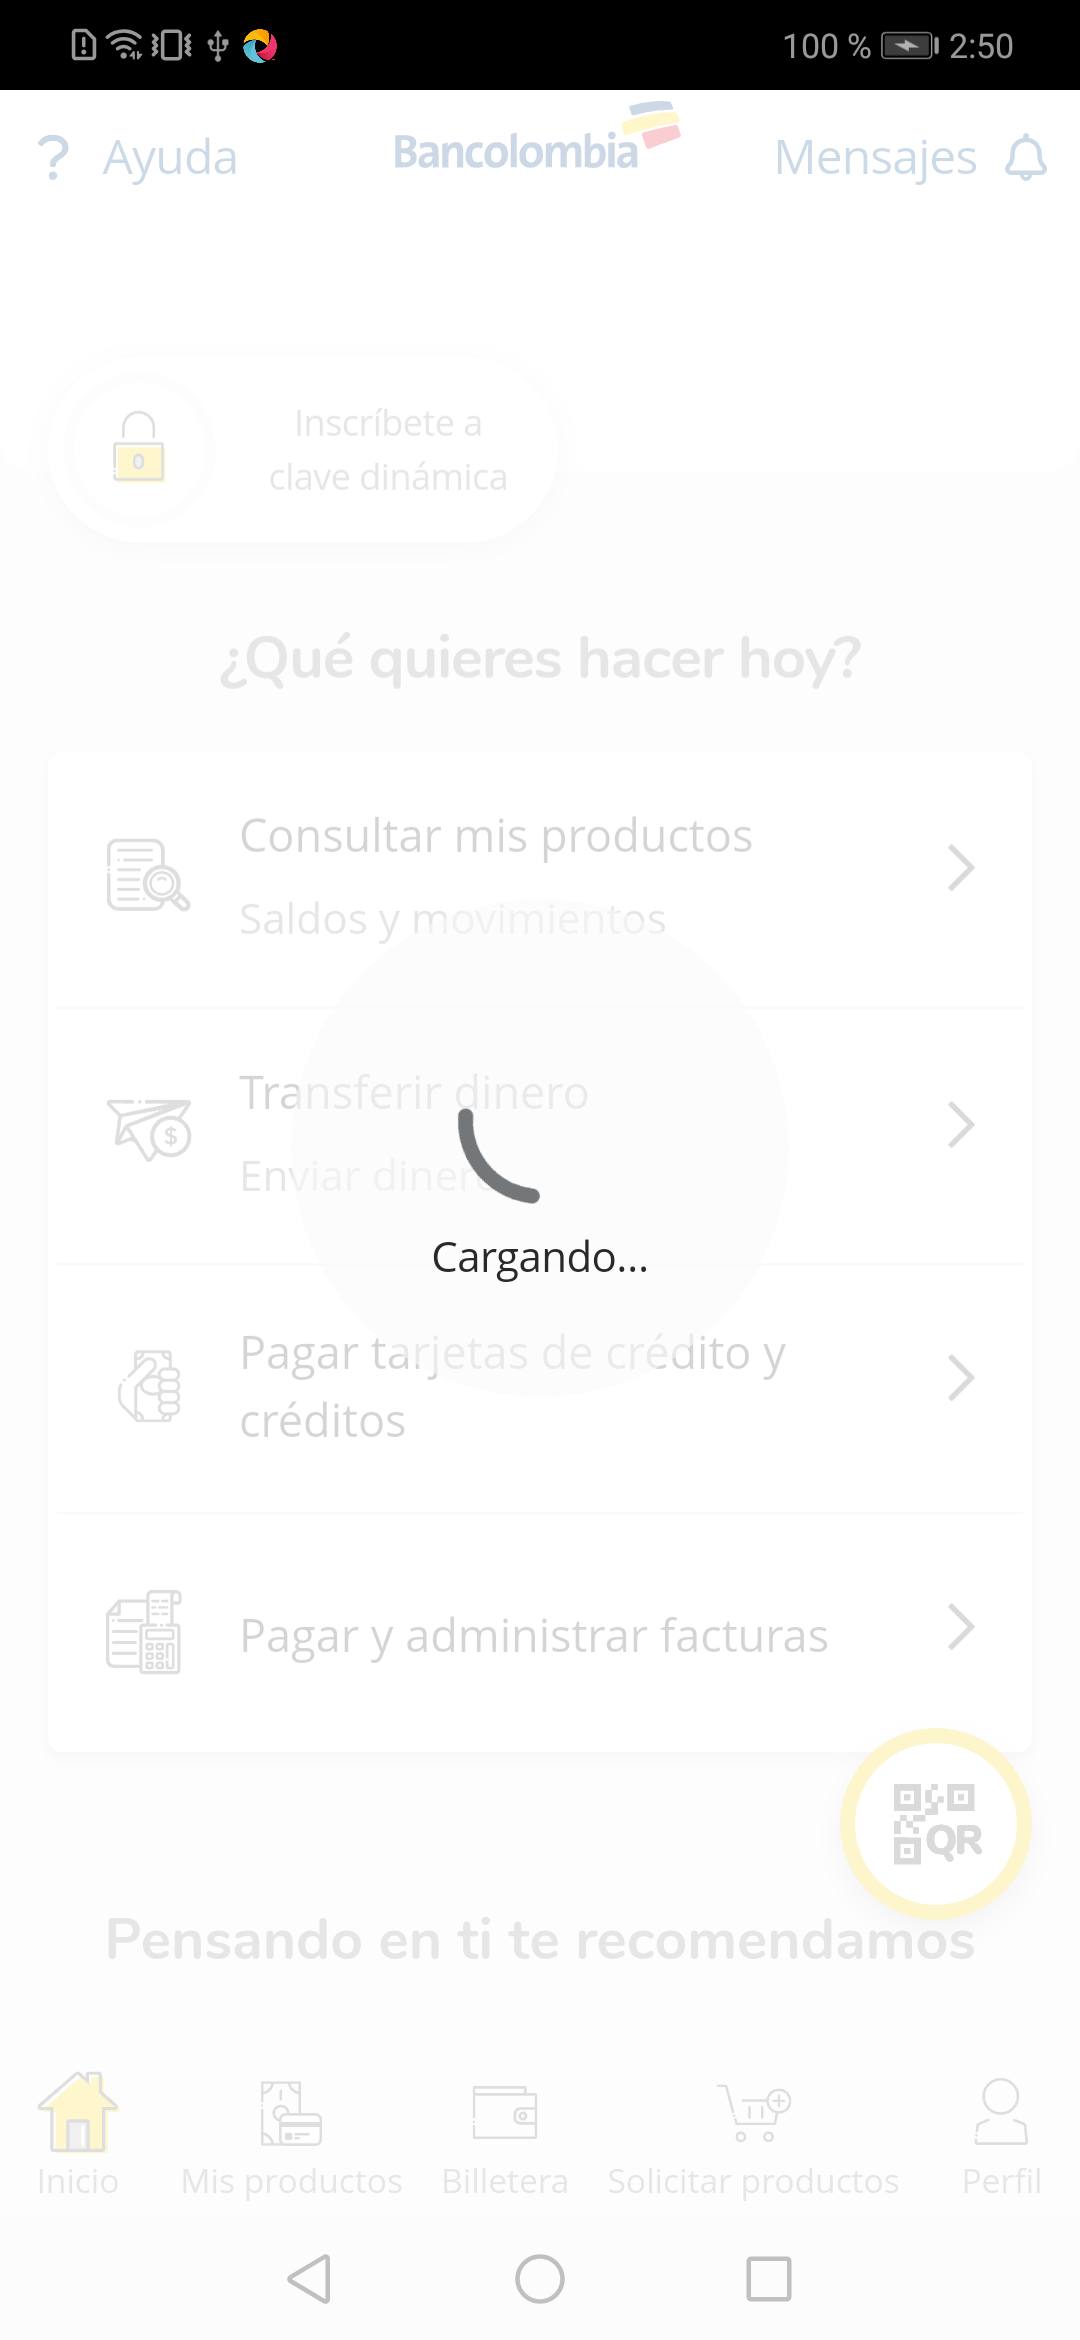 100 % 2:50
? Ayuda Bancolombia Mensajes
Inscríbete a
clave dinámica
¿Qué quieres hacer hoy?
Consultar mis productos
Saldos y movimientos
Transferir dinero
Enviar dinero
$
Cargando...
Pagar tarjetas de crédito y
créditos
Pagar y administrar facturas
QR
Pensando en ti te recomendamos
Inicio Mis productos Billetera Solicitar productos Perfil